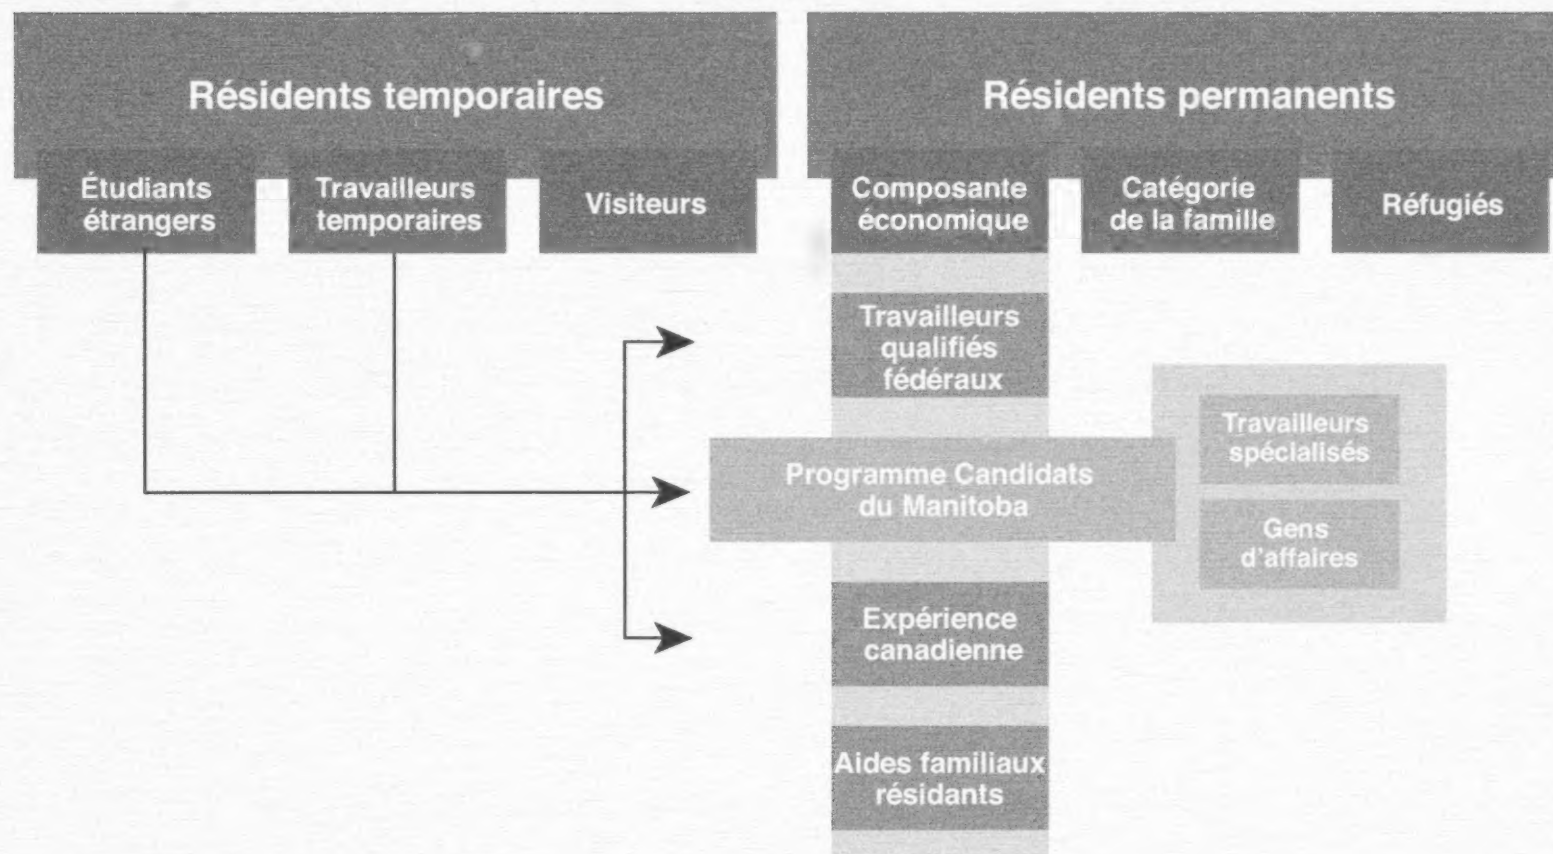 Résidents temporaires
Étudiants
étrangers
Travailleurs
temporaires
Visiteurs
Résidents permanents
Composante
économique
Catégorie
de la famille
Réfugiés
Travailleurs
qualifiés
fédéraux
Programme Candidats
du Manitoba
Travailleurs
spécialisés
Gens
d'affaires
Expérience
canadienne
Aides familiaux
résidants